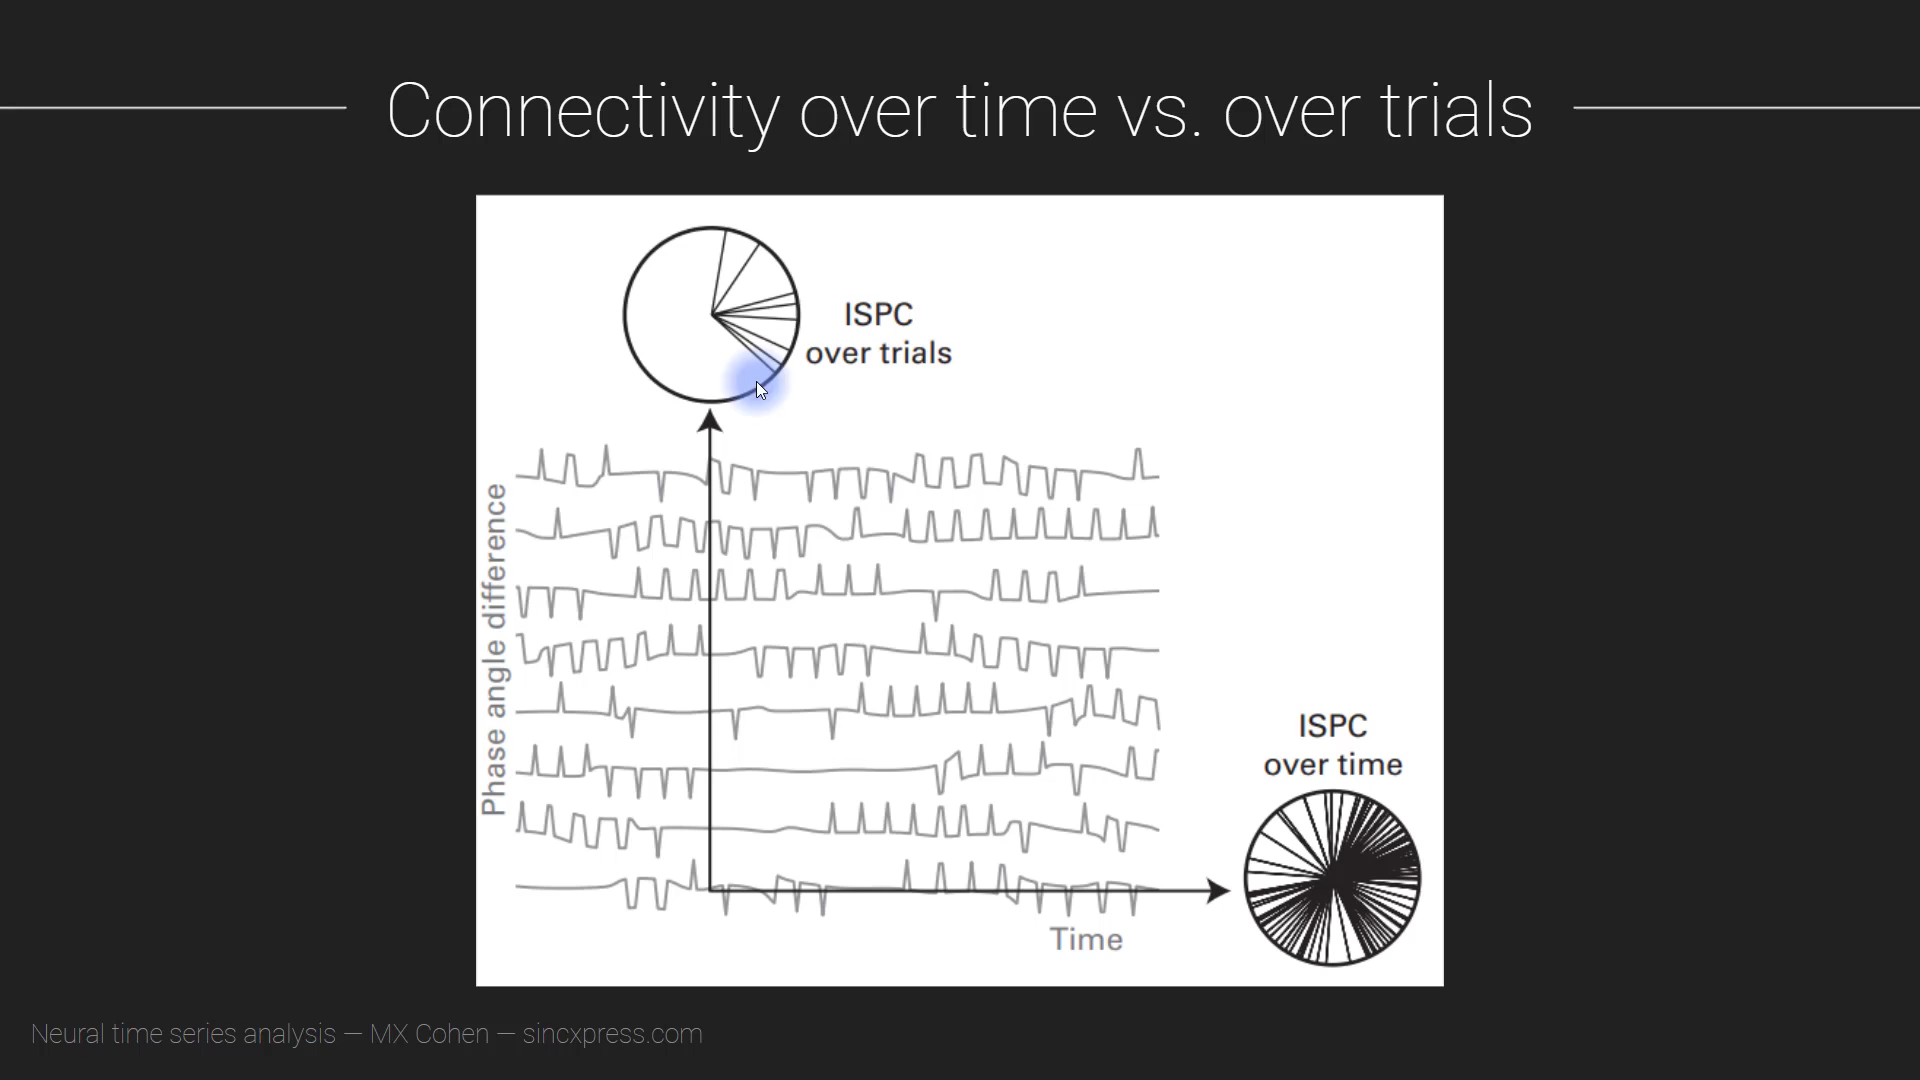 Connectivity over time vs. over trials
ISPC
over trials
Phase angle difference
ISPC
over time
Time
Neural time series analysis — MX Cohen — sincxpress.com